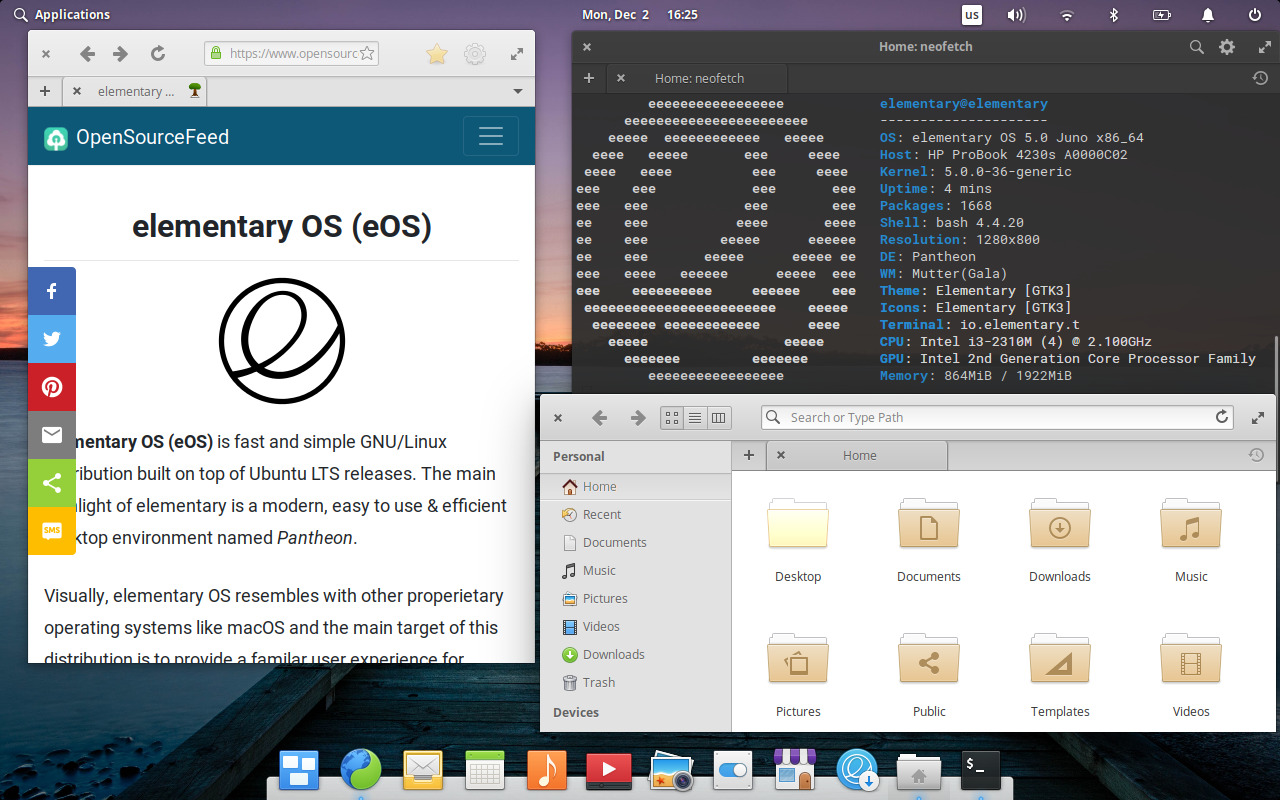 Applications
Mon, Dec 2 16:25
us
https://www.opensourc
elementary ...
OpenSourceFeed
elementary OS (eOS)
mentary OS (eOS) is fast and simple GNU/Linux
ribution built on top of Ubuntu LTS releases. The main
light of elementary is a modern, easy to use & efficient
ktop environment named Pantheon.
Visually, elementary OS resembles with other properietary
operating systems like macOS and the main target of this
distribution is to provide a familar user experience for
SMS
Home: neofetch
Home: neofetch
elementary@elementary
---------------------
OS: elementary OS 5.0 Juno x86_64
Host: HP ProBook 4230s A0000C02
Kernel: 5.0.0-36-generic
Uptime: 4 mins
Packages: 1668
Shell: bash 4.4.20
Resolution: 1280x800
DE: Pantheon
WM: Mutter(Gala)
Theme: Elementary [GTK3]
Icons: Elementary [GTK3]
Terminal: io.elementary.t
CPU: Intel i3-2310M (4) @ 2.100GHz
GPU: Intel 2nd Generation Core Processor Family
Memory: 864MiB / 1922MiB
Search or Type Path
Personal
Home
Recent
Documents
Music
Pictures
Videos
Downloads
Trash
Devices
Home
Desktop
Documents
Downloads
Music
Pictures
Public
Templates
Videos
$_